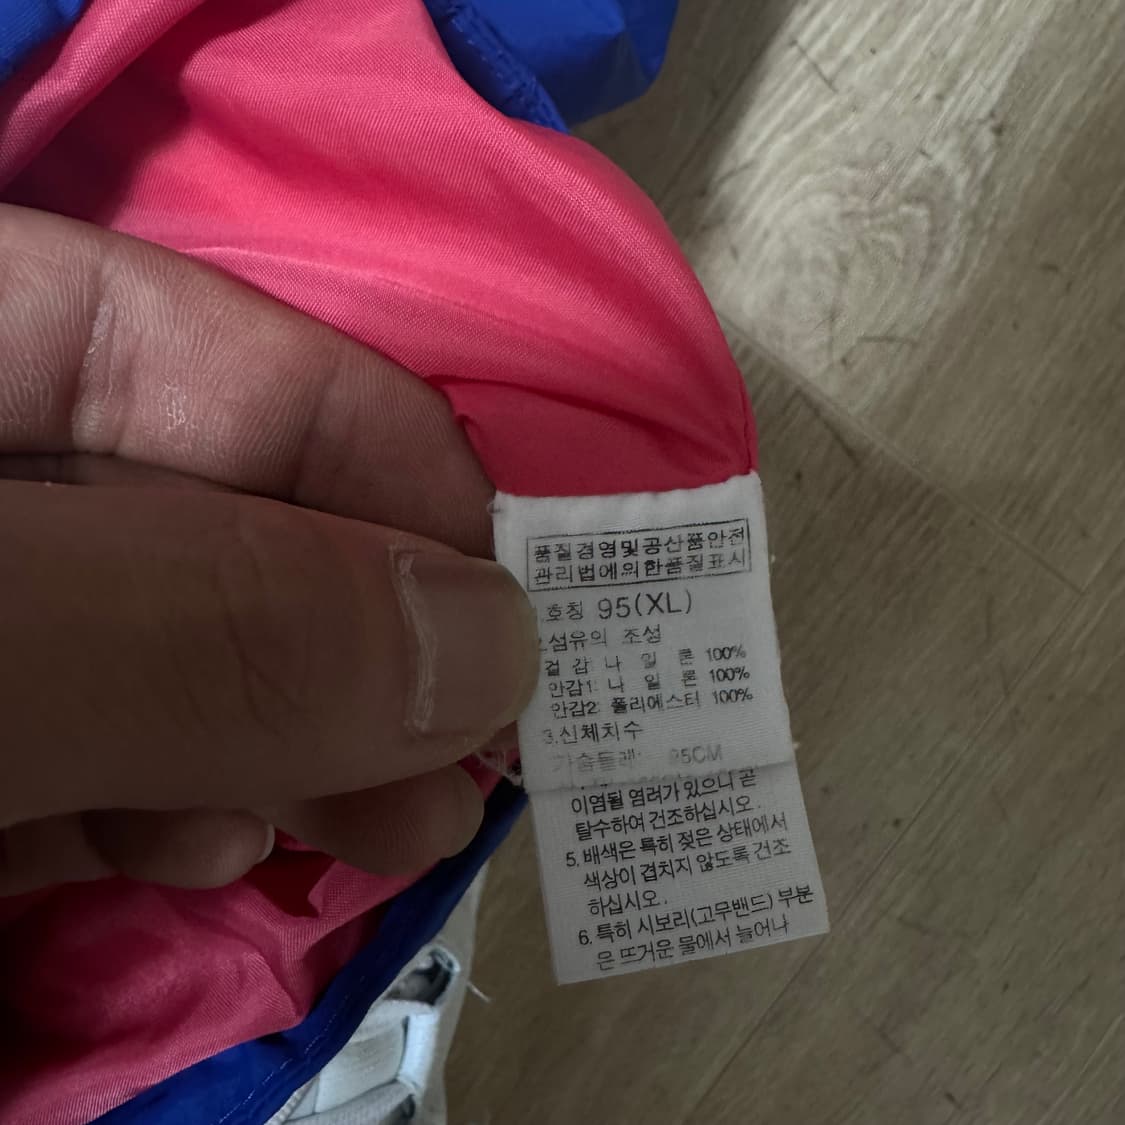 품질경영및공산품안전
관리법에의한품질표시
호칭 95(XL)
섬유의 조성
겉 감: 나 일 론 100%
안감1: 나 일 론 100%
안감2: 폴리에스터 100%
3.신체치수
가슴둘레: 95CM
이염될 염려가 있으니 곧
탈수하여 건조하십시오.
5. 배색은 특히 젖은 상태에서
색상이 겹치지 않도록 건조
하십시오.
6. 특히 시보리(고무밴드) 부분
은 뜨거운 물에서 늘어나